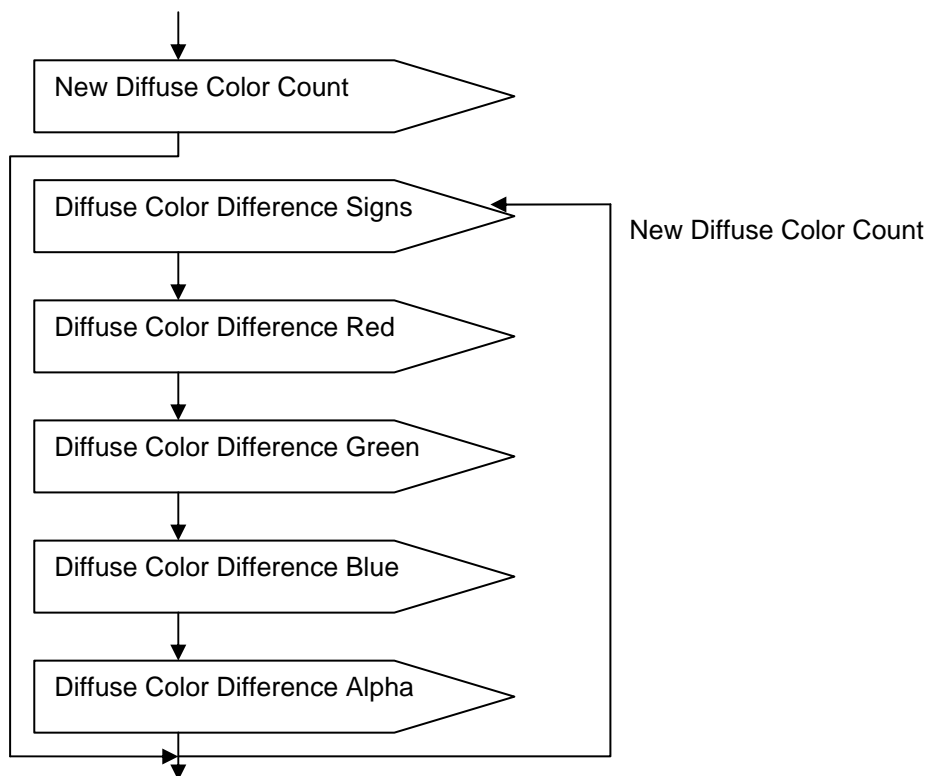 New Diffuse Color Count
Diffuse Color Difference Signs
New Diffuse Color Count
Diffuse Color Difference Red
Diffuse Color Difference Green
Diffuse Color Difference Blue
Diffuse Color Difference Alpha